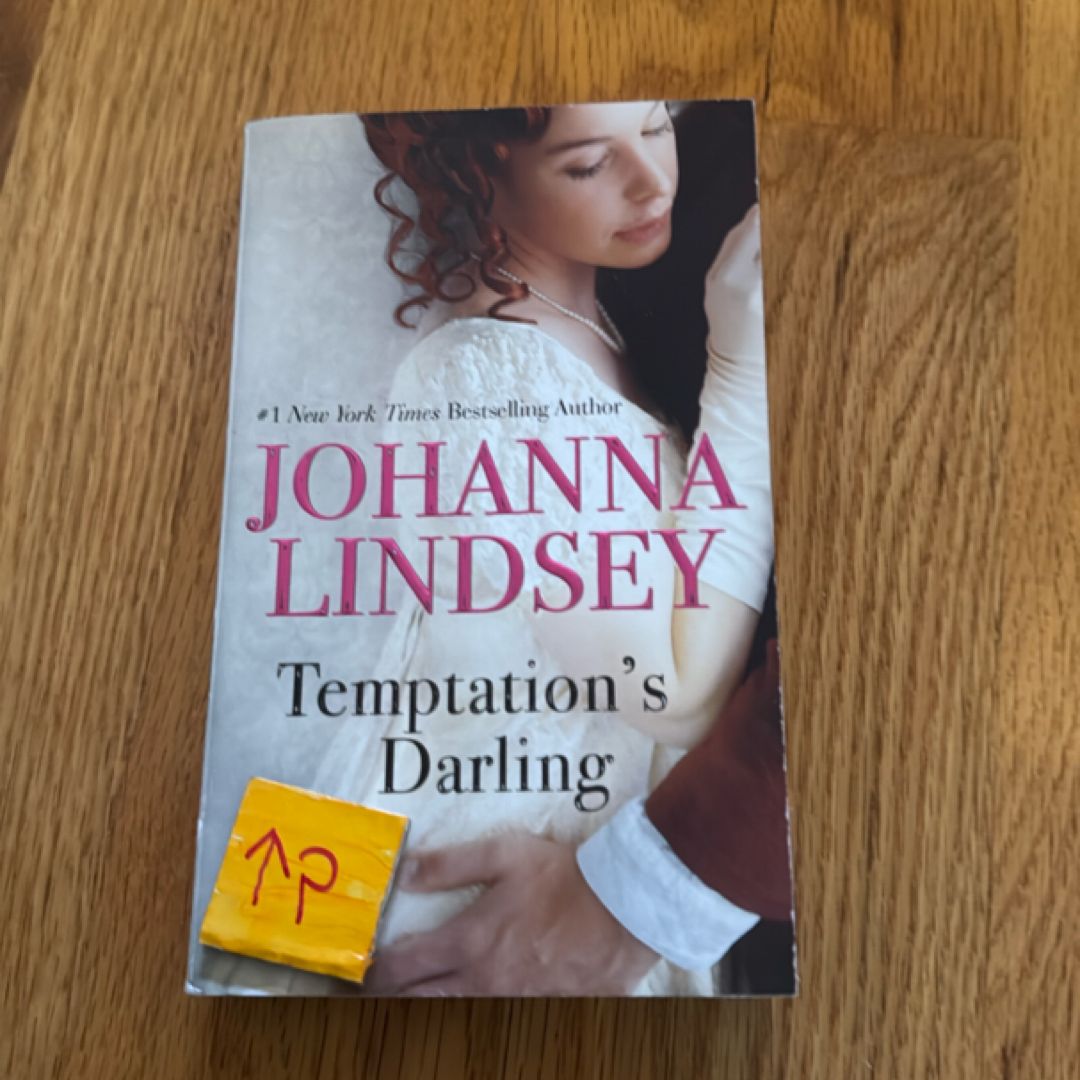 #1 New York Times Bestselling Author
JOHANNA
LINDSEY
Temptation's
Darling
↑P